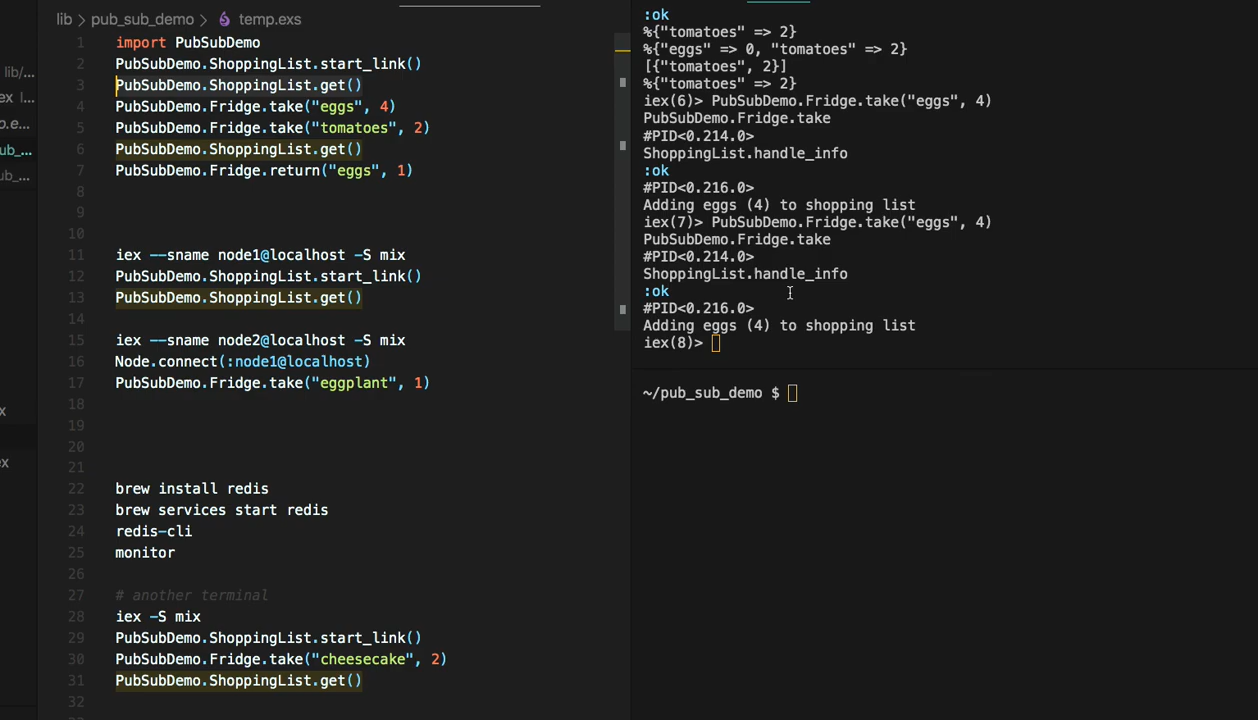 lib > pub_sub_demo > temp.exs
lib/...
ex l...
o.e...
ub_...
ub_...
x
ex
1 import PubSubDemo
2 PubSubDemo.ShoppingList.start_link()
3 PubSubDemo.ShoppingList.get()
4 PubSubDemo.Fridge.take("eggs", 4)
5 PubSubDemo.Fridge.take("tomatoes", 2)
6 PubSubDemo.ShoppingList.get()
7 PubSubDemo.Fridge.return("eggs", 1)
8
9
10
11 iex --sname node1@localhost -S mix
12 PubSubDemo.ShoppingList.start_link()
13 PubSubDemo.ShoppingList.get()
14
15 iex --sname node2@localhost -S mix
16 Node.connect(:node1@localhost)
17 PubSubDemo.Fridge.take("eggplant", 1)
18
19
20
21
22 brew install redis
23 brew services start redis
24 redis-cli
25 monitor
26
27 # another terminal
28 iex -S mix
29 PubSubDemo.ShoppingList.start_link()
30 PubSubDemo.Fridge.take("cheesecake", 2)
31 PubSubDemo.ShoppingList.get()
32
:ok
%{"tomatoes" => 2}
%{"eggs" => 0, "tomatoes" => 2}
[{"tomatoes", 2}]
%{"tomatoes" => 2}
iex(6)> PubSubDemo.Fridge.take("eggs", 4)
PubSubDemo.Fridge.take
#PID<0.214.0>
ShoppingList.handle_info
:ok
#PID<0.216.0>
Adding eggs (4) to shopping list
iex(7)> PubSubDemo.Fridge.take("eggs", 4)
PubSubDemo.Fridge.take
#PID<0.214.0>
ShoppingList.handle_info
:ok
#PID<0.216.0>
Adding eggs (4) to shopping list
iex(8)>
~/pub_sub_demo $